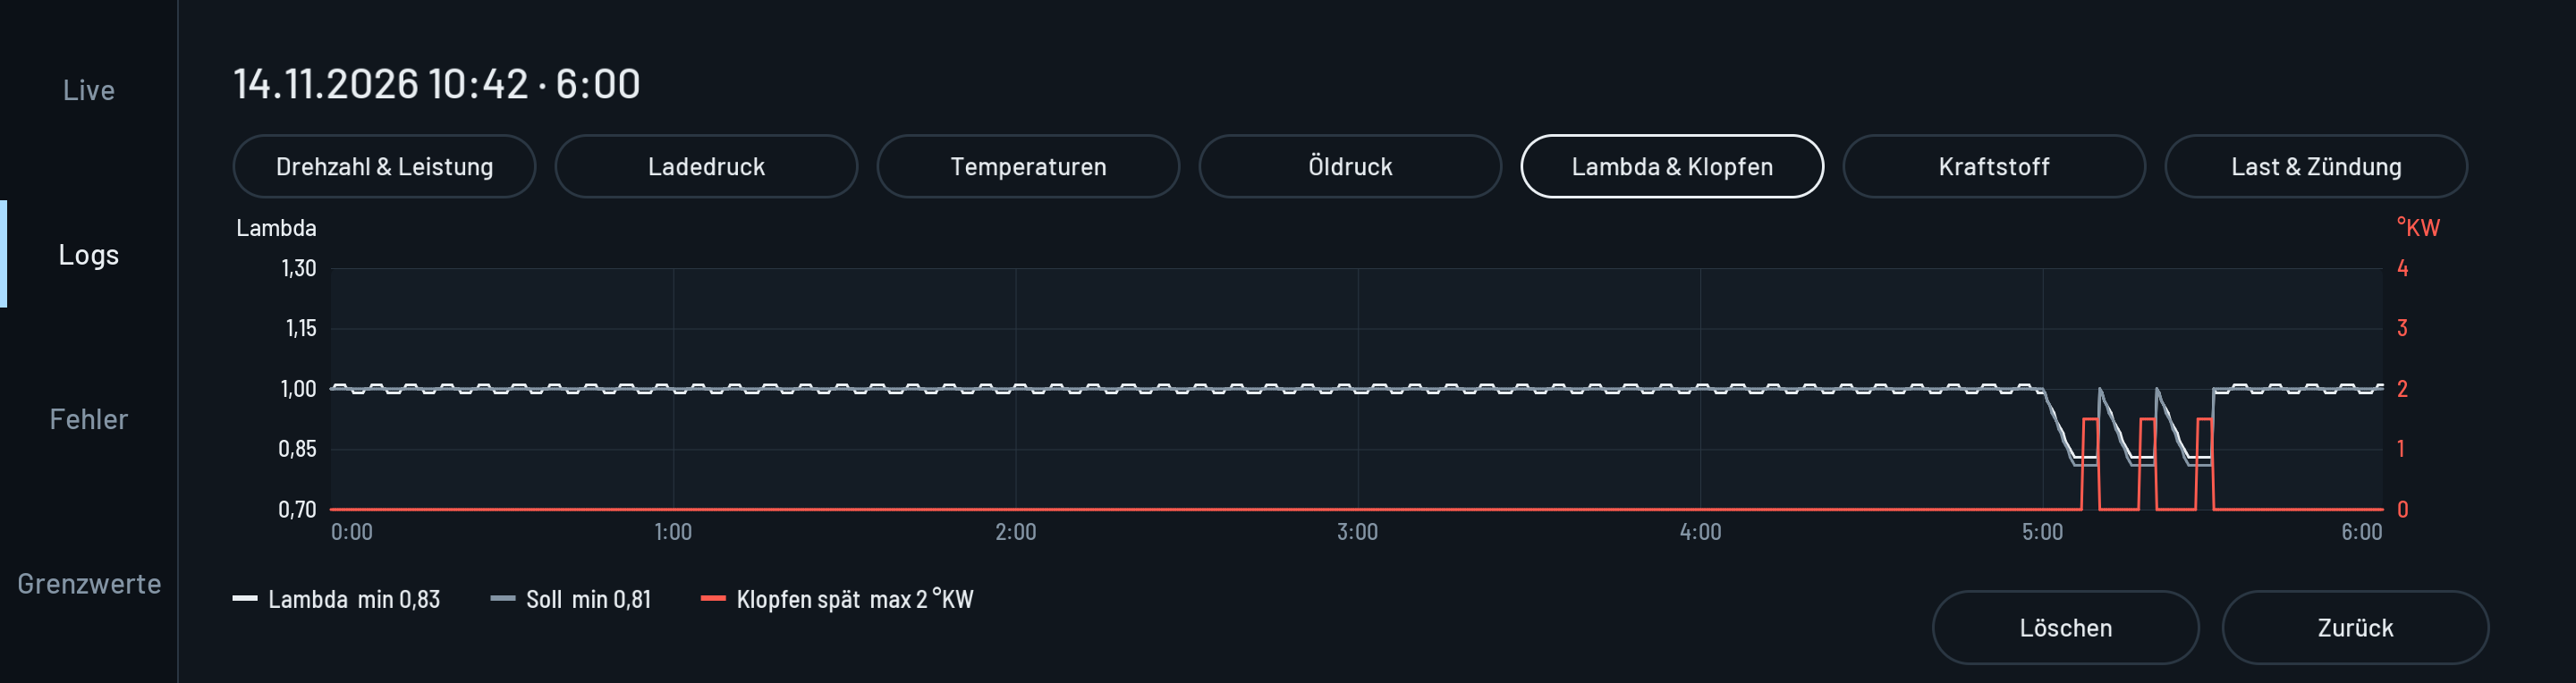 Live
Logs
Fehler
Grenzwerte
14.11.2026 10:42 · 6:00
Drehzahl & Leistung
Ladedruck
Temperaturen
Öldruck
Lambda & Klopfen
Kraftstoff
Last & Zündung
Lambda
°KW
1,30
1,15
1,00
0,85
0,70
4
3
2
1
0
0:00
1:00
2:00
3:00
4:00
5:00
6:00
Lambda min 0,83
Soll min 0,81
Klopfen spät max 2 °KW
Löschen
Zurück